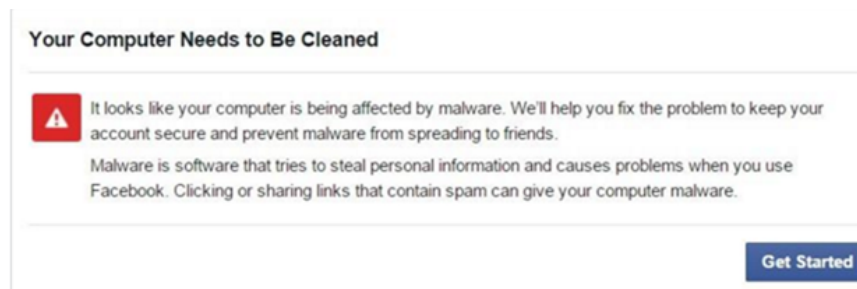 Your Computer Needs to Be Cleaned
It looks like your computer is being affected by malware. We'll help you fix the problem to keep your
account secure and prevent malware from spreading to friends.
Malware is software that tries to steal personal information and causes problems when you use
Facebook. Clicking or sharing links that contain spam can give your computer malware.
Get Started